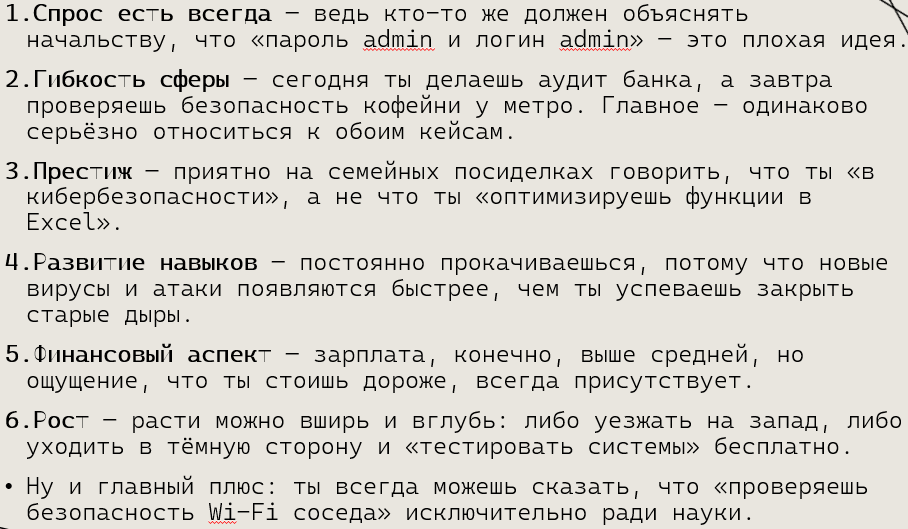 1.Спрос есть всегда — ведь кто-то же должен объяснять
начальству, что «пароль admin и логин admin» — это плохая идея.
2.Гибкость сферы — сегодня ты делаешь аудит банка, а завтра
проверяешь безопасность кофейни у метро. Главное — одинаково
серьёзно относиться к обоим кейсам.
3.Престиж — приятно на семейных посиделках говорить, что ты «в
кибербезопасности», а не что ты «оптимизируешь функции в
Excel».
4.Развитие навыков — постоянно прокачиваешься, потому что новые
вирусы и атаки появляются быстрее, чем ты успеваешь закрыть
старые дыры.
5.Финансовый аспект — зарплата, конечно, выше средней, но
ощущение, что ты стоишь дороже, всегда присутствует.
6.Рост — расти можно вширь и вглубь: либо уезжать на запад, либо
уходить в тёмную сторону и «тестировать системы» бесплатно.
• Ну и главный плюс: ты всегда можешь сказать, что «проверяешь
безопасность Wi-Fi соседа» исключительно ради науки.